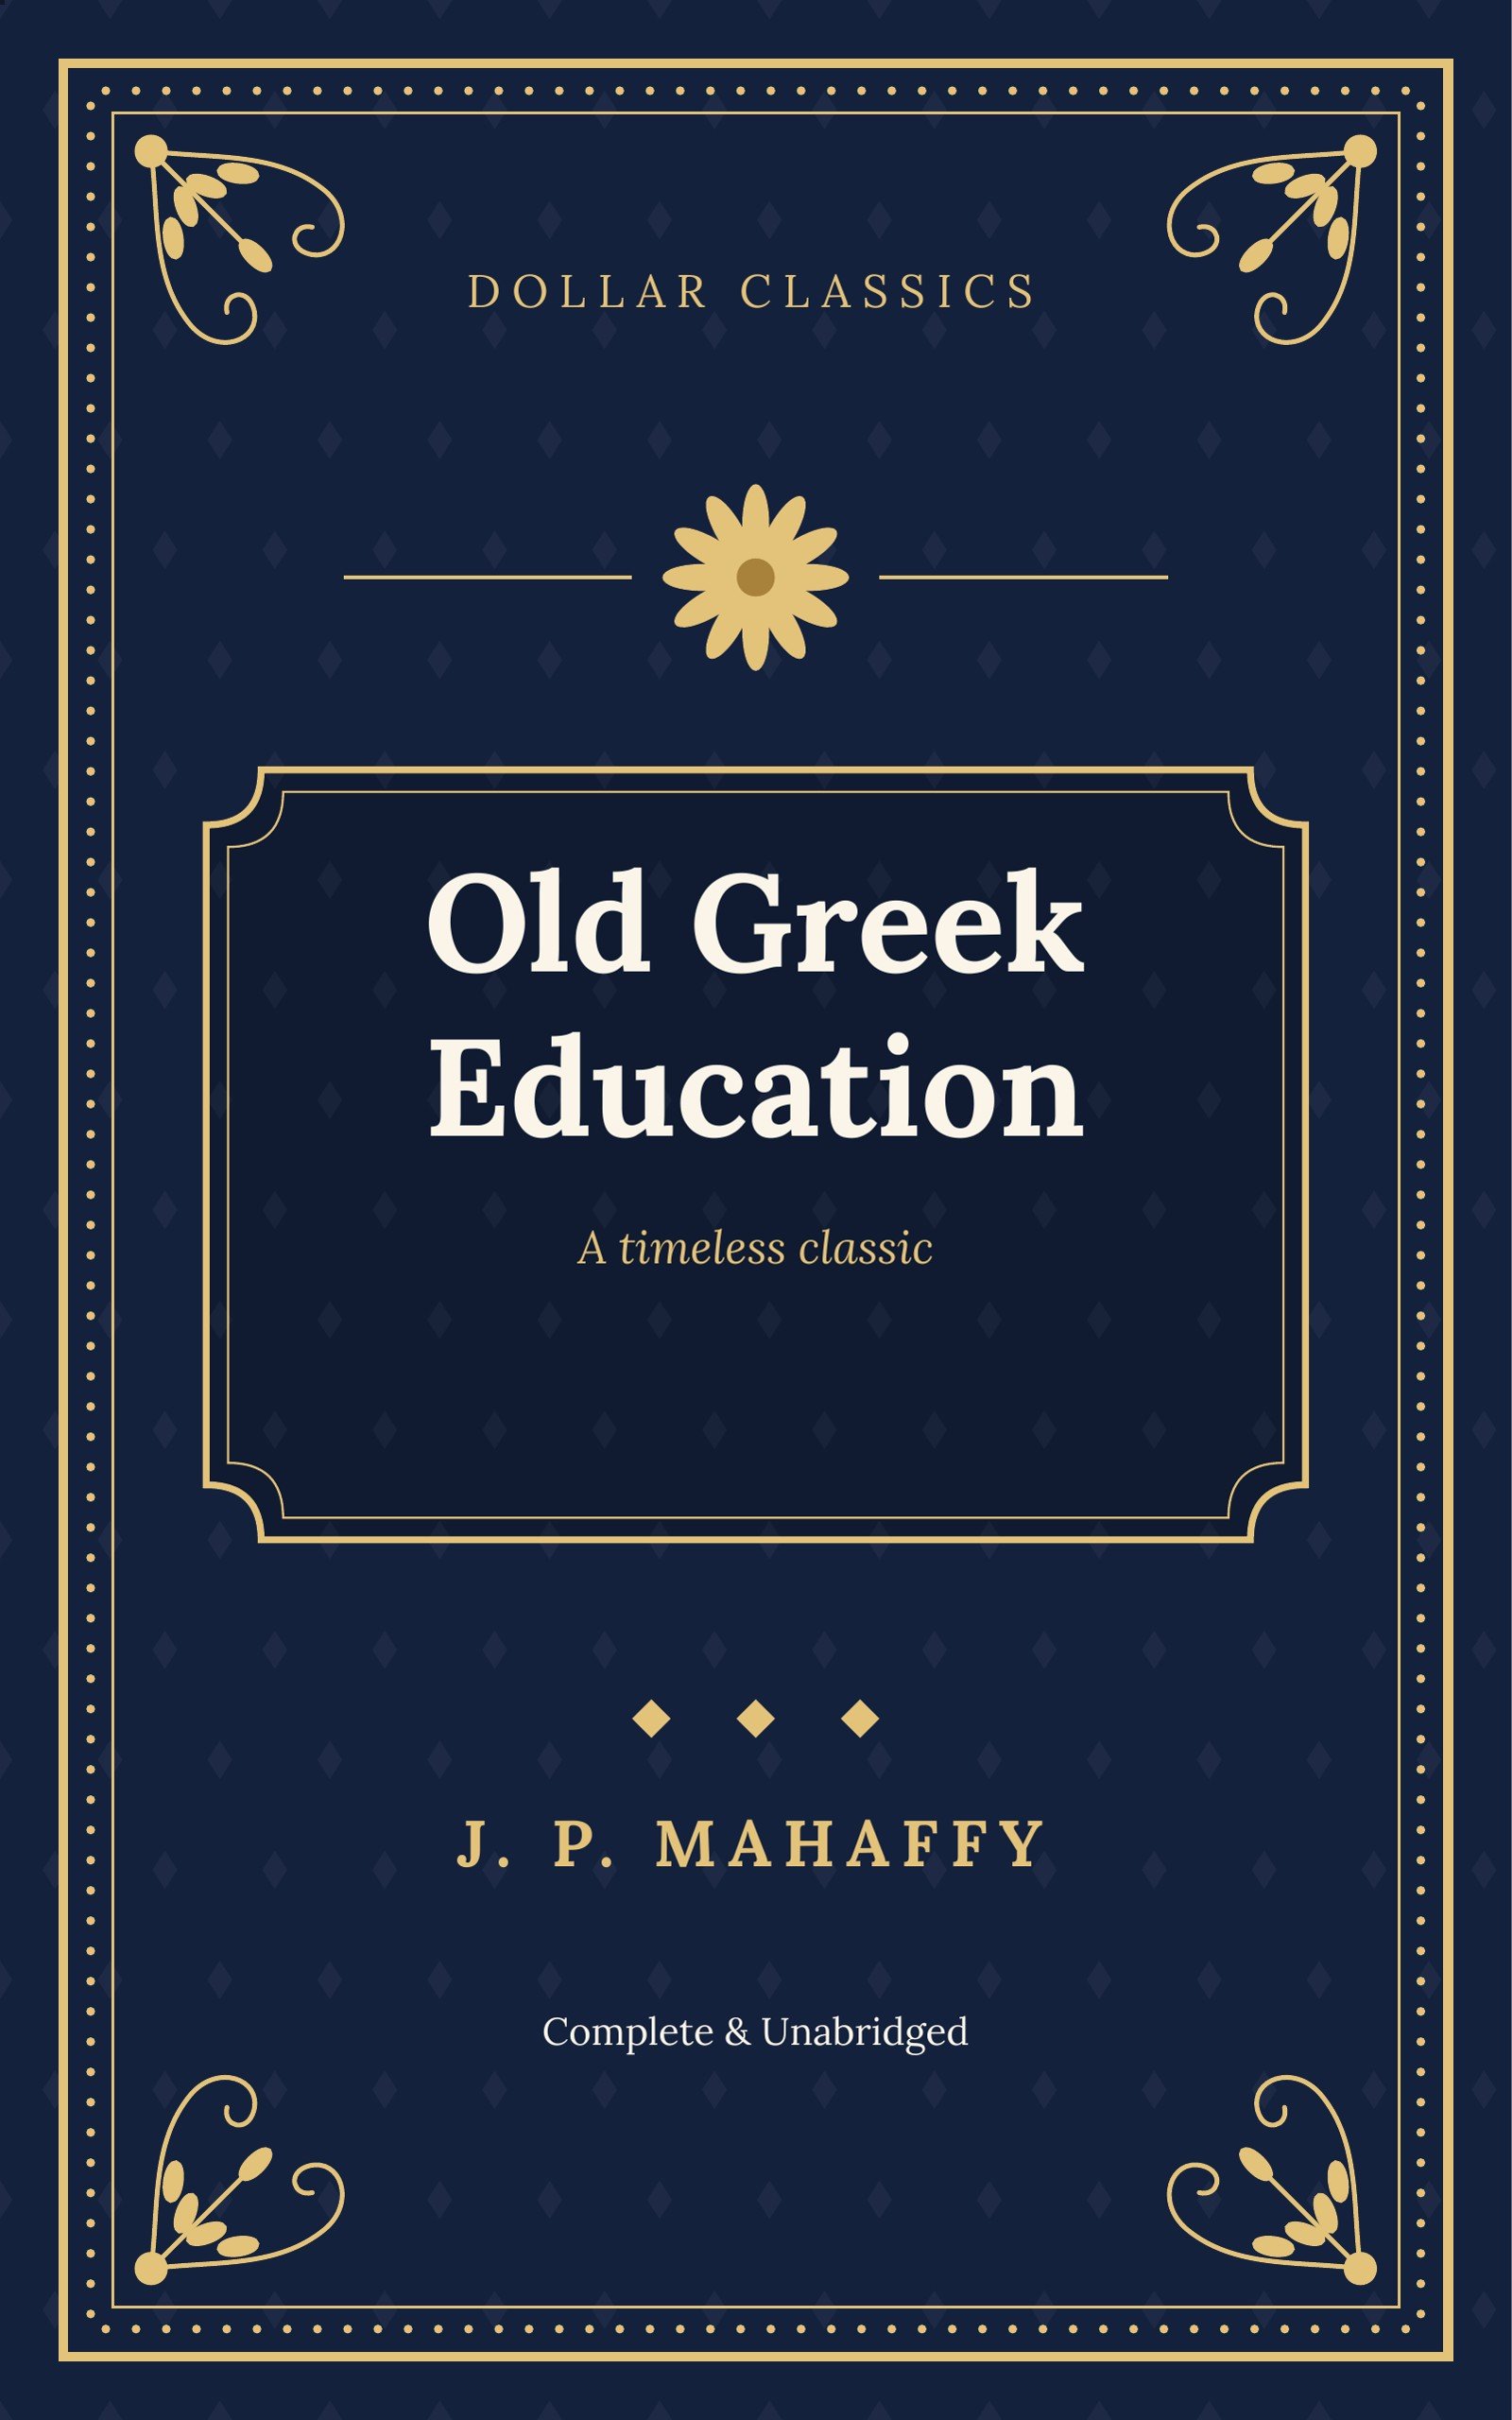 DOLLAR CLASSICS
Old Greek
Education
A timeless classic
J. P. MAHAFFY
Complete & Unabridged